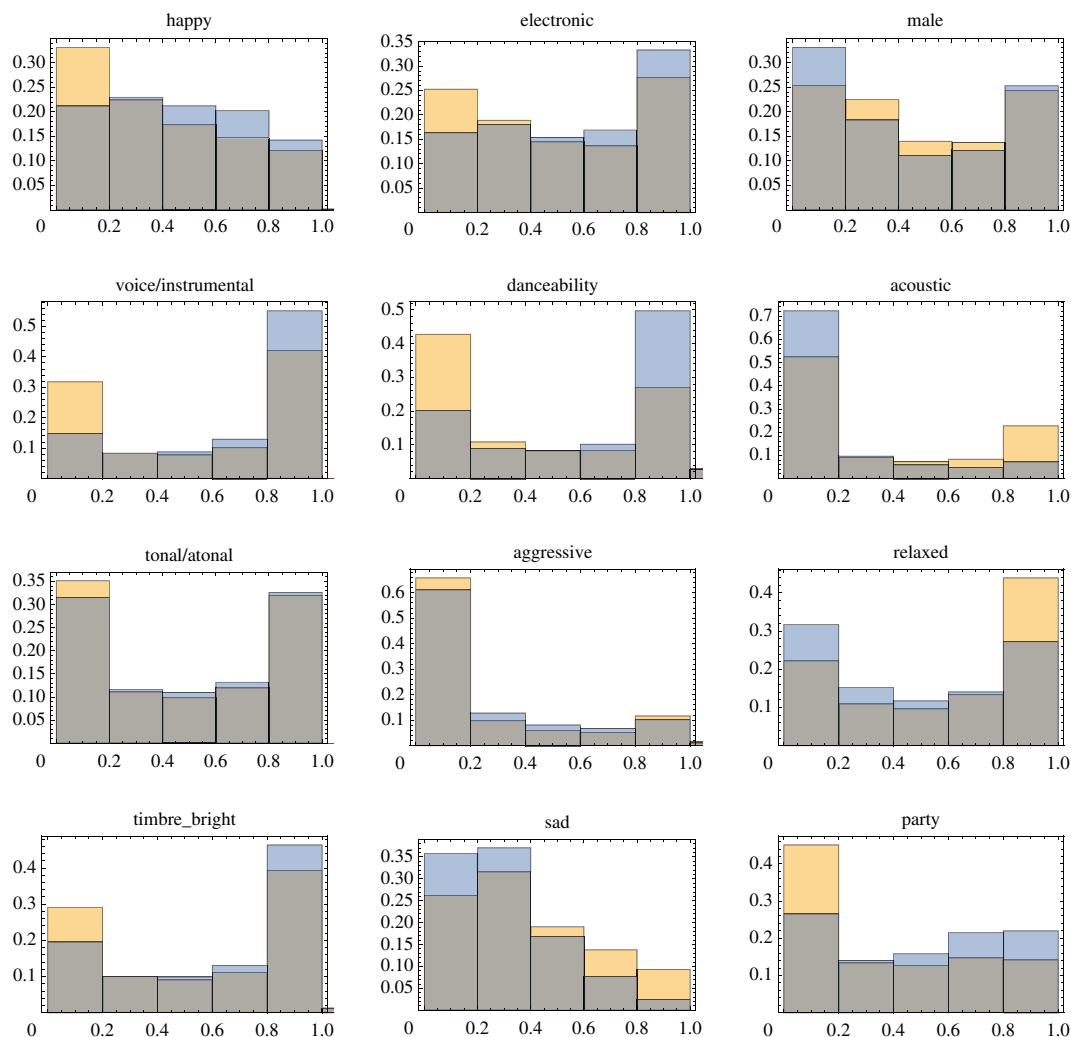 happy electronic male
0.30 0.35 0.30
0.25 0.30 0.25
0.20 0.25 0.20
0.15 0.20 0.15
0.10 0.15 0.10
0.05 0.10 0.05
0.05
0 0.2 0.4 0.6 0.8 1.0 0 0.2 0.4 0.6 0.8 1.0 0 0.2 0.4 0.6 0.8 1.0
voice/instrumental danceability acoustic
0.5 0.5 0.7
0.4 0.4 0.6
0.3 0.3 0.5
0.2 0.2 0.4
0.1 0.1 0.3
0.2
0.1
0 0.2 0.4 0.6 0.8 1.0 0 0.2 0.4 0.6 0.8 1.0 0 0.2 0.4 0.6 0.8 1.0
tonal/atonal aggressive relaxed
0.35 0.6 0.4
0.30 0.5 0.3
0.25 0.4 0.2
0.20 0.3 0.1
0.15 0.2
0.10 0.1
0.05
0 0.2 0.4 0.6 0.8 1.0 0 0.2 0.4 0.6 0.8 1.0 0 0.2 0.4 0.6 0.8 1.0
timbre_bright sad party
0.4 0.35 0.4
0.3 0.30 0.3
0.2 0.25 0.2
0.1 0.20 0.1
0.15
0.10
0.05
0 0.2 0.4 0.6 0.8 1.0 0 0.2 0.4 0.6 0.8 1.0 0 0.2 0.4 0.6 0.8 1.0